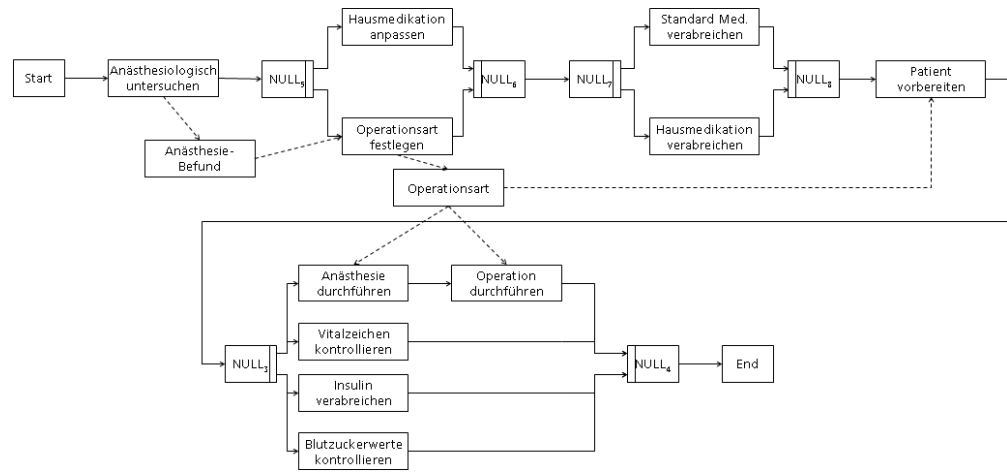 Start
Anästhesiologisch
untersuchen
NULL₅
Hausmedikation
anpassen
Operationsart
festlegen
NULL₆
NULL₇
Standard Med.
verabreichen
Hausmedikation
verabreichen
NULL₈
Patient
vorbereiten
Anästhesie-
Befund
Operationsart
NULL₃
Anästhesie
durchführen
Operation
durchführen
Vitalzeichen
kontrollieren
Insulin
verabreichen
Blutzuckerwerte
kontrollieren
NULL₄
End